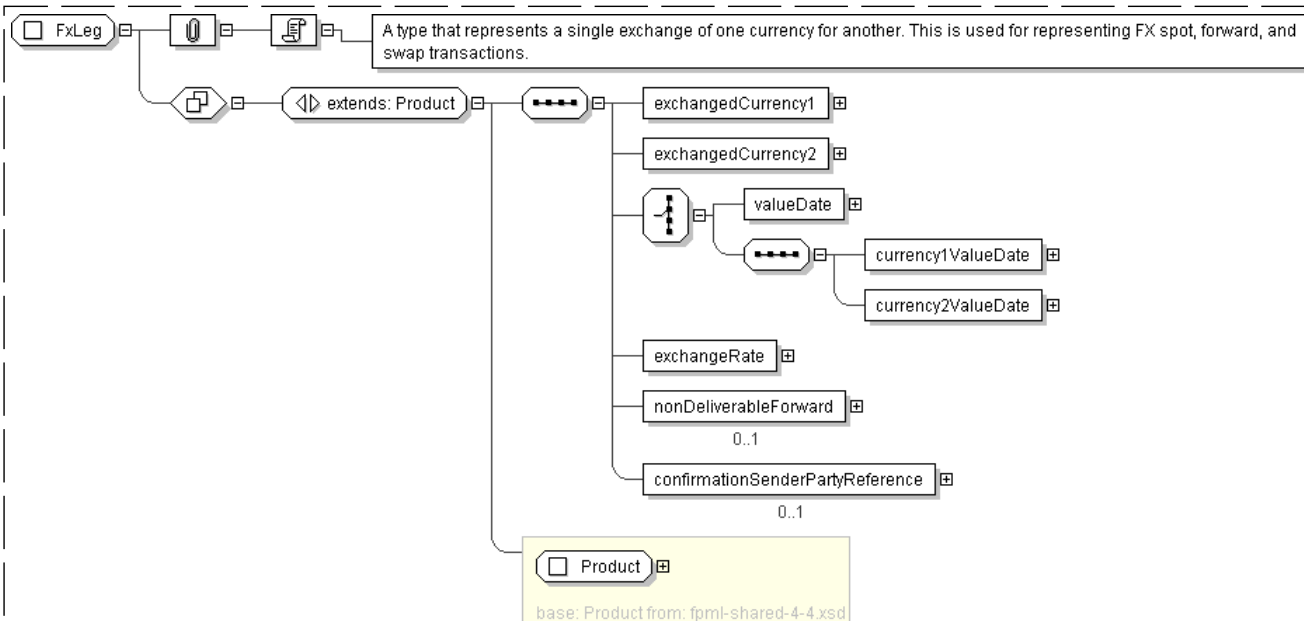 FxLeg
A type that represents a single exchange of one currency for another. This is used for representing FX spot, forward, and
swap transactions.
extends: Product
exchangedCurrency1
exchangedCurrency2
valueDate
currency1ValueDate
currency2ValueDate
exchangeRate
nonDeliverableForward
0..1
confirmationSenderPartyReference
0..1
Product
base: Product from: fpml-shared-4-4.xsd